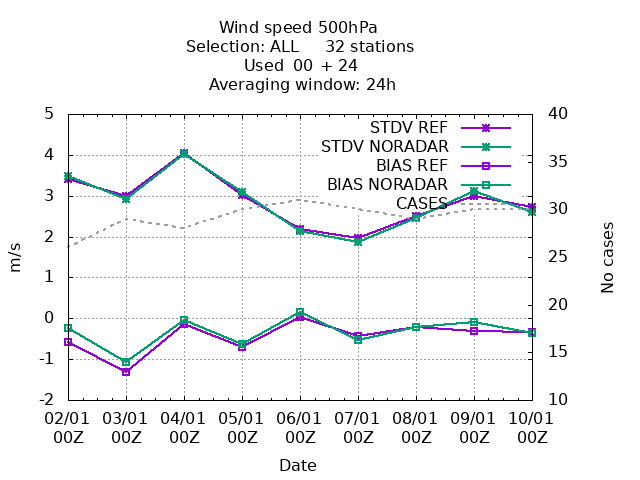 Wind speed 500hPa
Selection: ALL 32 stations
Used 00 + 24
Averaging window: 24h
STDV REF
STDV NORADAR
BIAS REF
BIAS NORADAR
CASES
m/s
5
4
3
2
1
0
-1
-2
40
35
30
25
20
15
10
No cases
02/01 03/01 04/01 05/01 06/01 07/01 08/01 09/01 10/01
00Z 00Z 00Z 00Z 00Z 00Z 00Z 00Z 00Z
Date